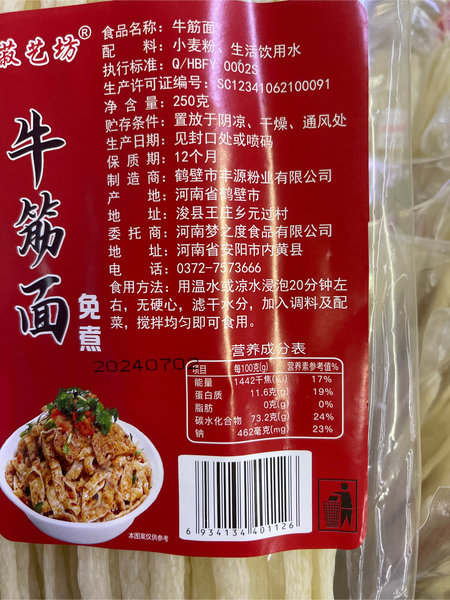 菽艺坊®
牛筋面
免煮
食品名称：牛筋面
配 料：小麦粉、生活饮用水
执行标准：Q/HBFY 0002S
生产许可证编号：SC12341062100091
净 含 量：250克
贮存条件：置放于阴凉、干燥、通风处
生产日期：见封口处或喷码
保 质 期：12个月
制 造 商：鹤壁市丰源粉业有限公司
产 地：河南省鹤壁市
地 址：浚县王庄乡元过村
委 托 商：河南梦之度食品有限公司
地 址：河南省安阳市内黄县
电 话：0372-7573666
食用方法：用温水或凉水浸泡20分钟左
右，无硬心，滤干水分，加入调料及配
菜，搅拌均匀即可食用。
20240702
营养成分表
项目 每100克(g) 营养素参考值%
能量 1442千焦(kJ) 17%
蛋白质 11.6克(g) 19%
脂肪 0克(g) 0%
碳水化合物 73.2克(g) 24%
钠 462毫克(mg) 23%
6 934134 401126
本图案仅供参考